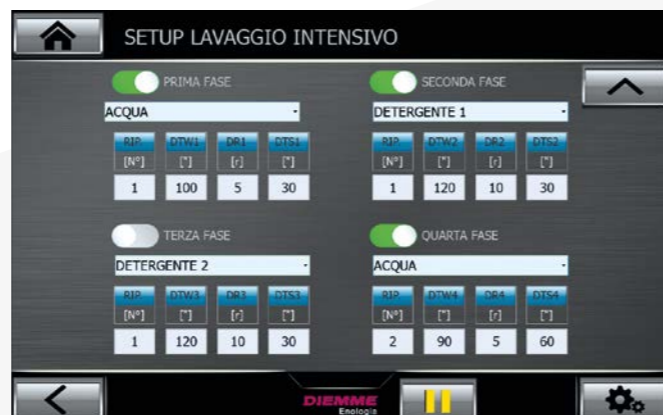 SETUP LAVAGGIO INTENSIVO
PRIMA FASE
ACQUA
RIP. DTW1 DR1 DTS1
[N°] ["] [r] ["]
1 100 5 30
SECONDA FASE
DETERGENTE 1
RIP. DTW2 DR2 DTS2
[N°] ["] [r] ["]
1 120 10 30
TERZA FASE
DETERGENTE 2
RIP. DTW3 DR3 DTS3
[N°] ["] [r] ["]
1 120 10 30
QUARTA FASE
ACQUA
RIP. DTW4 DR4 DTS4
[N°] ["] [r] ["]
2 90 5 60
DIEMME
Enologia